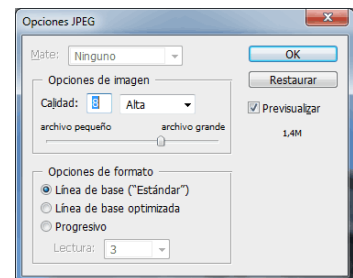 Opciones JPEG
Mate: Ninguno
OK
Opciones de imagen
Restaurar
Calidad: 8 Alta
Previsualizar
archivo pequeño archivo grande
1,4M
Opciones de formato
Línea de base ("Estándar")
Línea de base optimizada
Progresivo
Lectura: 3